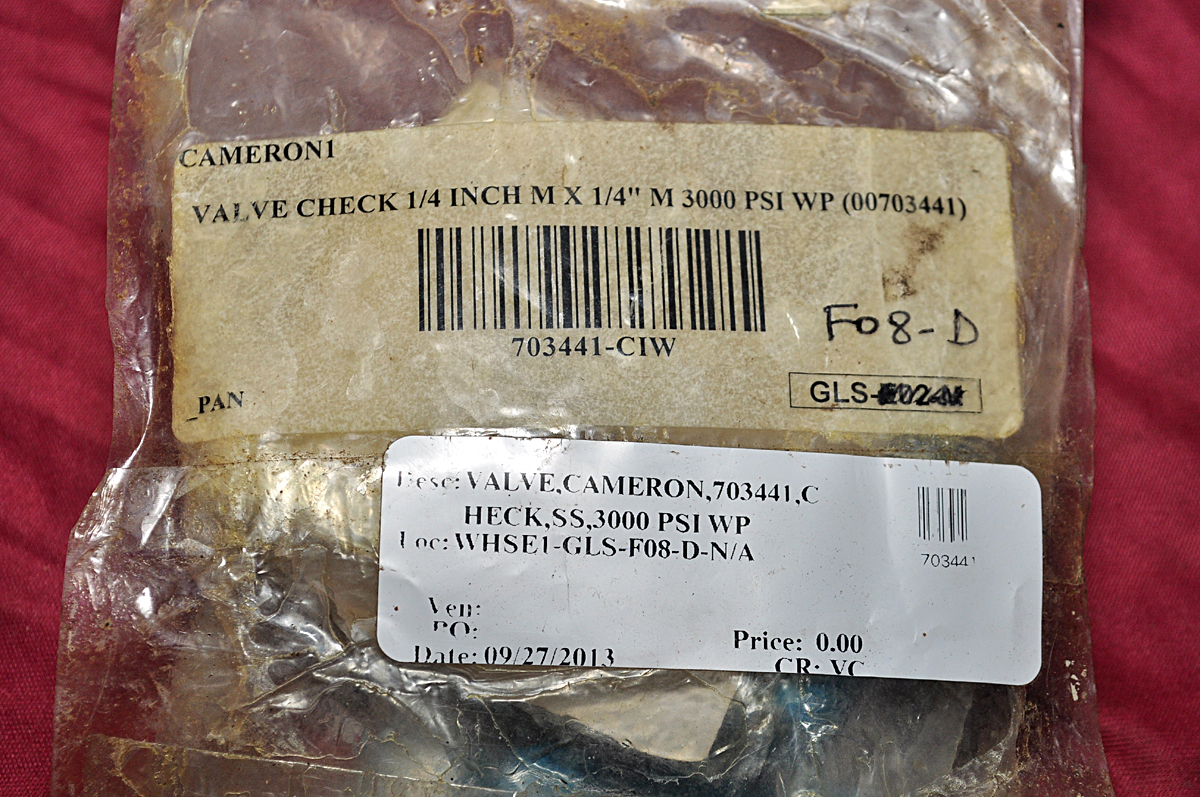 CAMERON1
VALVE CHECK 1/4 INCH M X 1/4" M 3000 PSI WP (00703441)
703441-CIW
F08-D
_PAN
GLS-
Desc: VALVE,CAMERON,703441,C
HECK,SS,3000 PSI WP
Loc: WHSE1-GLS-F08-D-N/A
703441
Ven:
PO:
Price: 0.00
Date: 09/27/2013
CR: VC